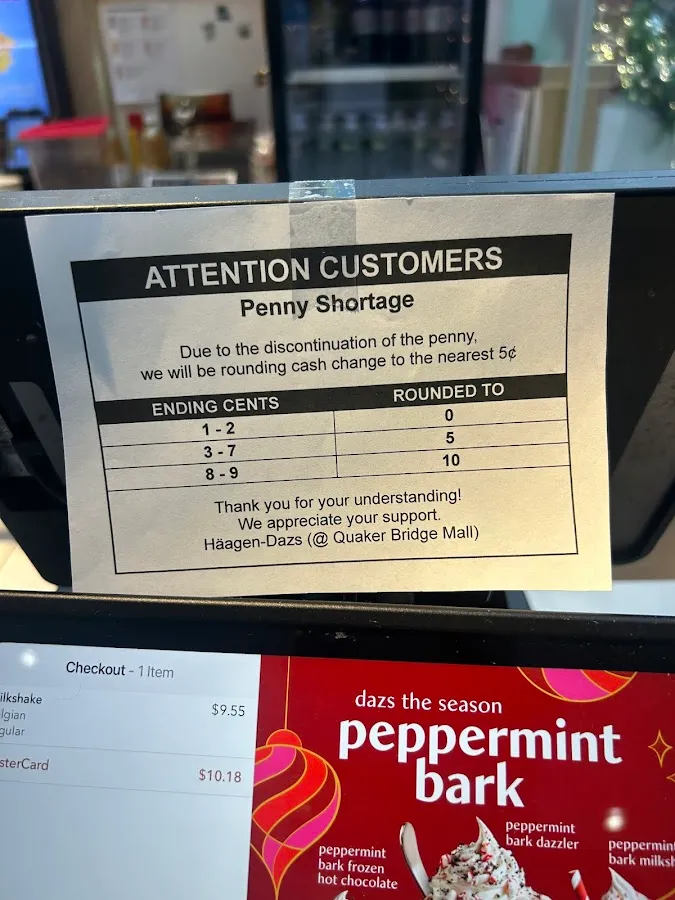 ATTENTION CUSTOMERS
Penny Shortage
Due to the discontinuation of the penny,
we will be rounding cash change to the nearest 5¢
ENDING CENTS ROUNDED TO
1 - 2 0
3 - 7 5
8 - 9 10
Thank you for your understanding!
We appreciate your support.
Häagen-Dazs (@ Quaker Bridge Mall)
Checkout - 1 Item
ilkshake $9.55
lgian
gular
sterCard $10.18
dazs the season
peppermint
bark
peppermint
bark dazzler
peppermint
bark frozen
hot chocolate
peppermint
bark milksh